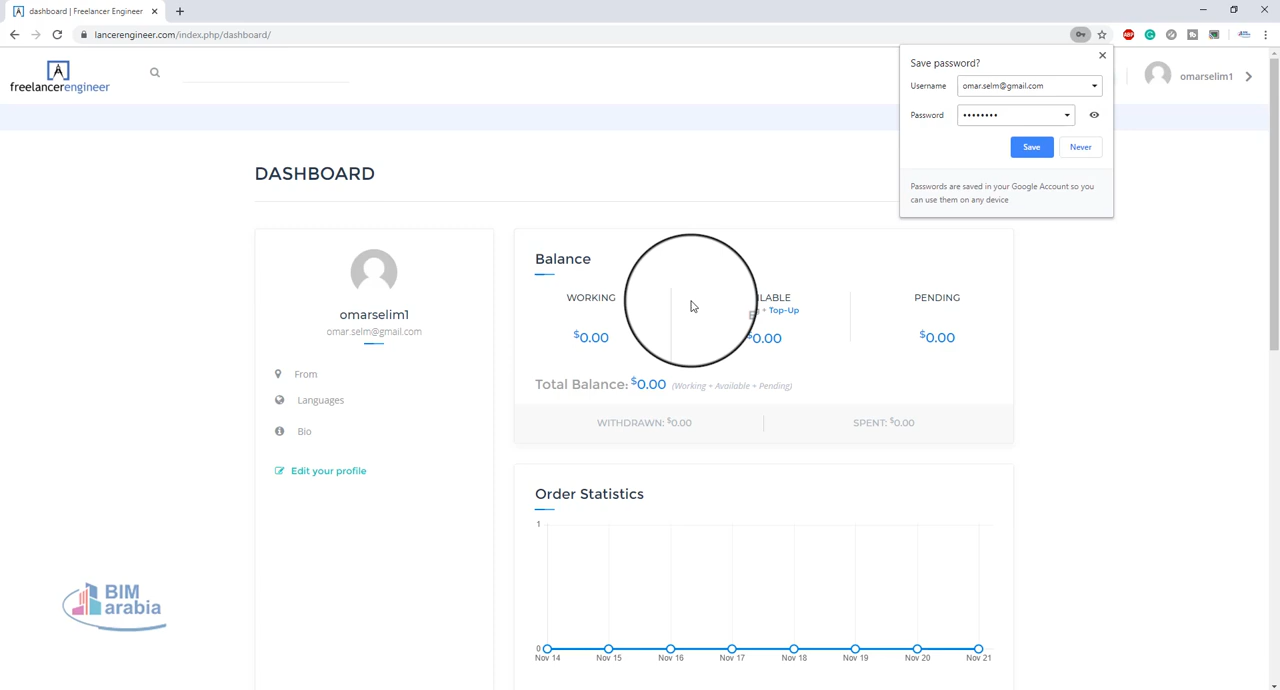 dashboard | Freelancer Engineer
lancerengineer.com/index.php/dashboard/
ABP
freelancerengineer
omarselim1
Save password?
Username omar.selm@gmail.com
Password ••••••••
Save Never
Passwords are saved in your Google Account so you
can use them on any device
DASHBOARD
omarselim1
omar.selm@gmail.com
From
Languages
Bio
Edit your profile
Balance
WORKING
$0.00
ILABLE
+ Top-Up
$0.00
PENDING
$0.00
Total Balance: $0.00 (Working + Available + Pending)
WITHDRAWN: $0.00 SPENT: $0.00
Order Statistics
1
0
Nov 14 Nov 15 Nov 16 Nov 17 Nov 18 Nov 19 Nov 20 Nov 21
BIM
arabia